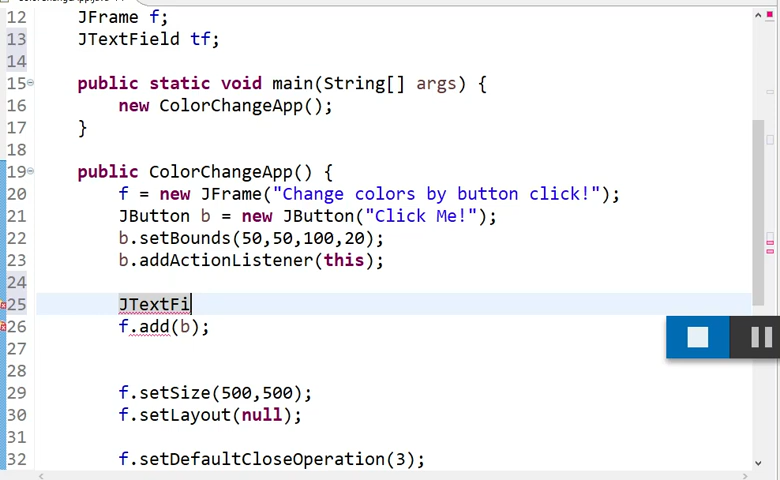 12 JFrame f;
13 JTextField tf;
14
15 public static void main(String[] args) {
16 new ColorChangeApp();
17 }
18
19 public ColorChangeApp() {
20 f = new JFrame("Change colors by button click!");
21 JButton b = new JButton("Click Me!");
22 b.setBounds(50,50,100,20);
23 b.addActionListener(this);
24
25 JTextFi
26 f.add(b);
27
28
29 f.setSize(500,500);
30 f.setLayout(null);
31
32 f.setDefaultCloseOperation(3);